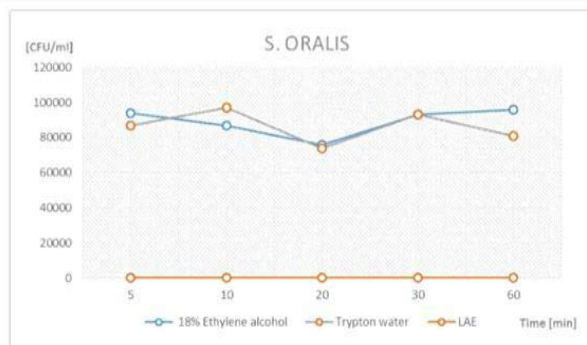 S. ORALIS
[CFU/ml]
120000
100000
80000
60000
40000
20000
0
5 10 20 30 60
18% Ethylene alcohol Trypton water LAE Time [min]